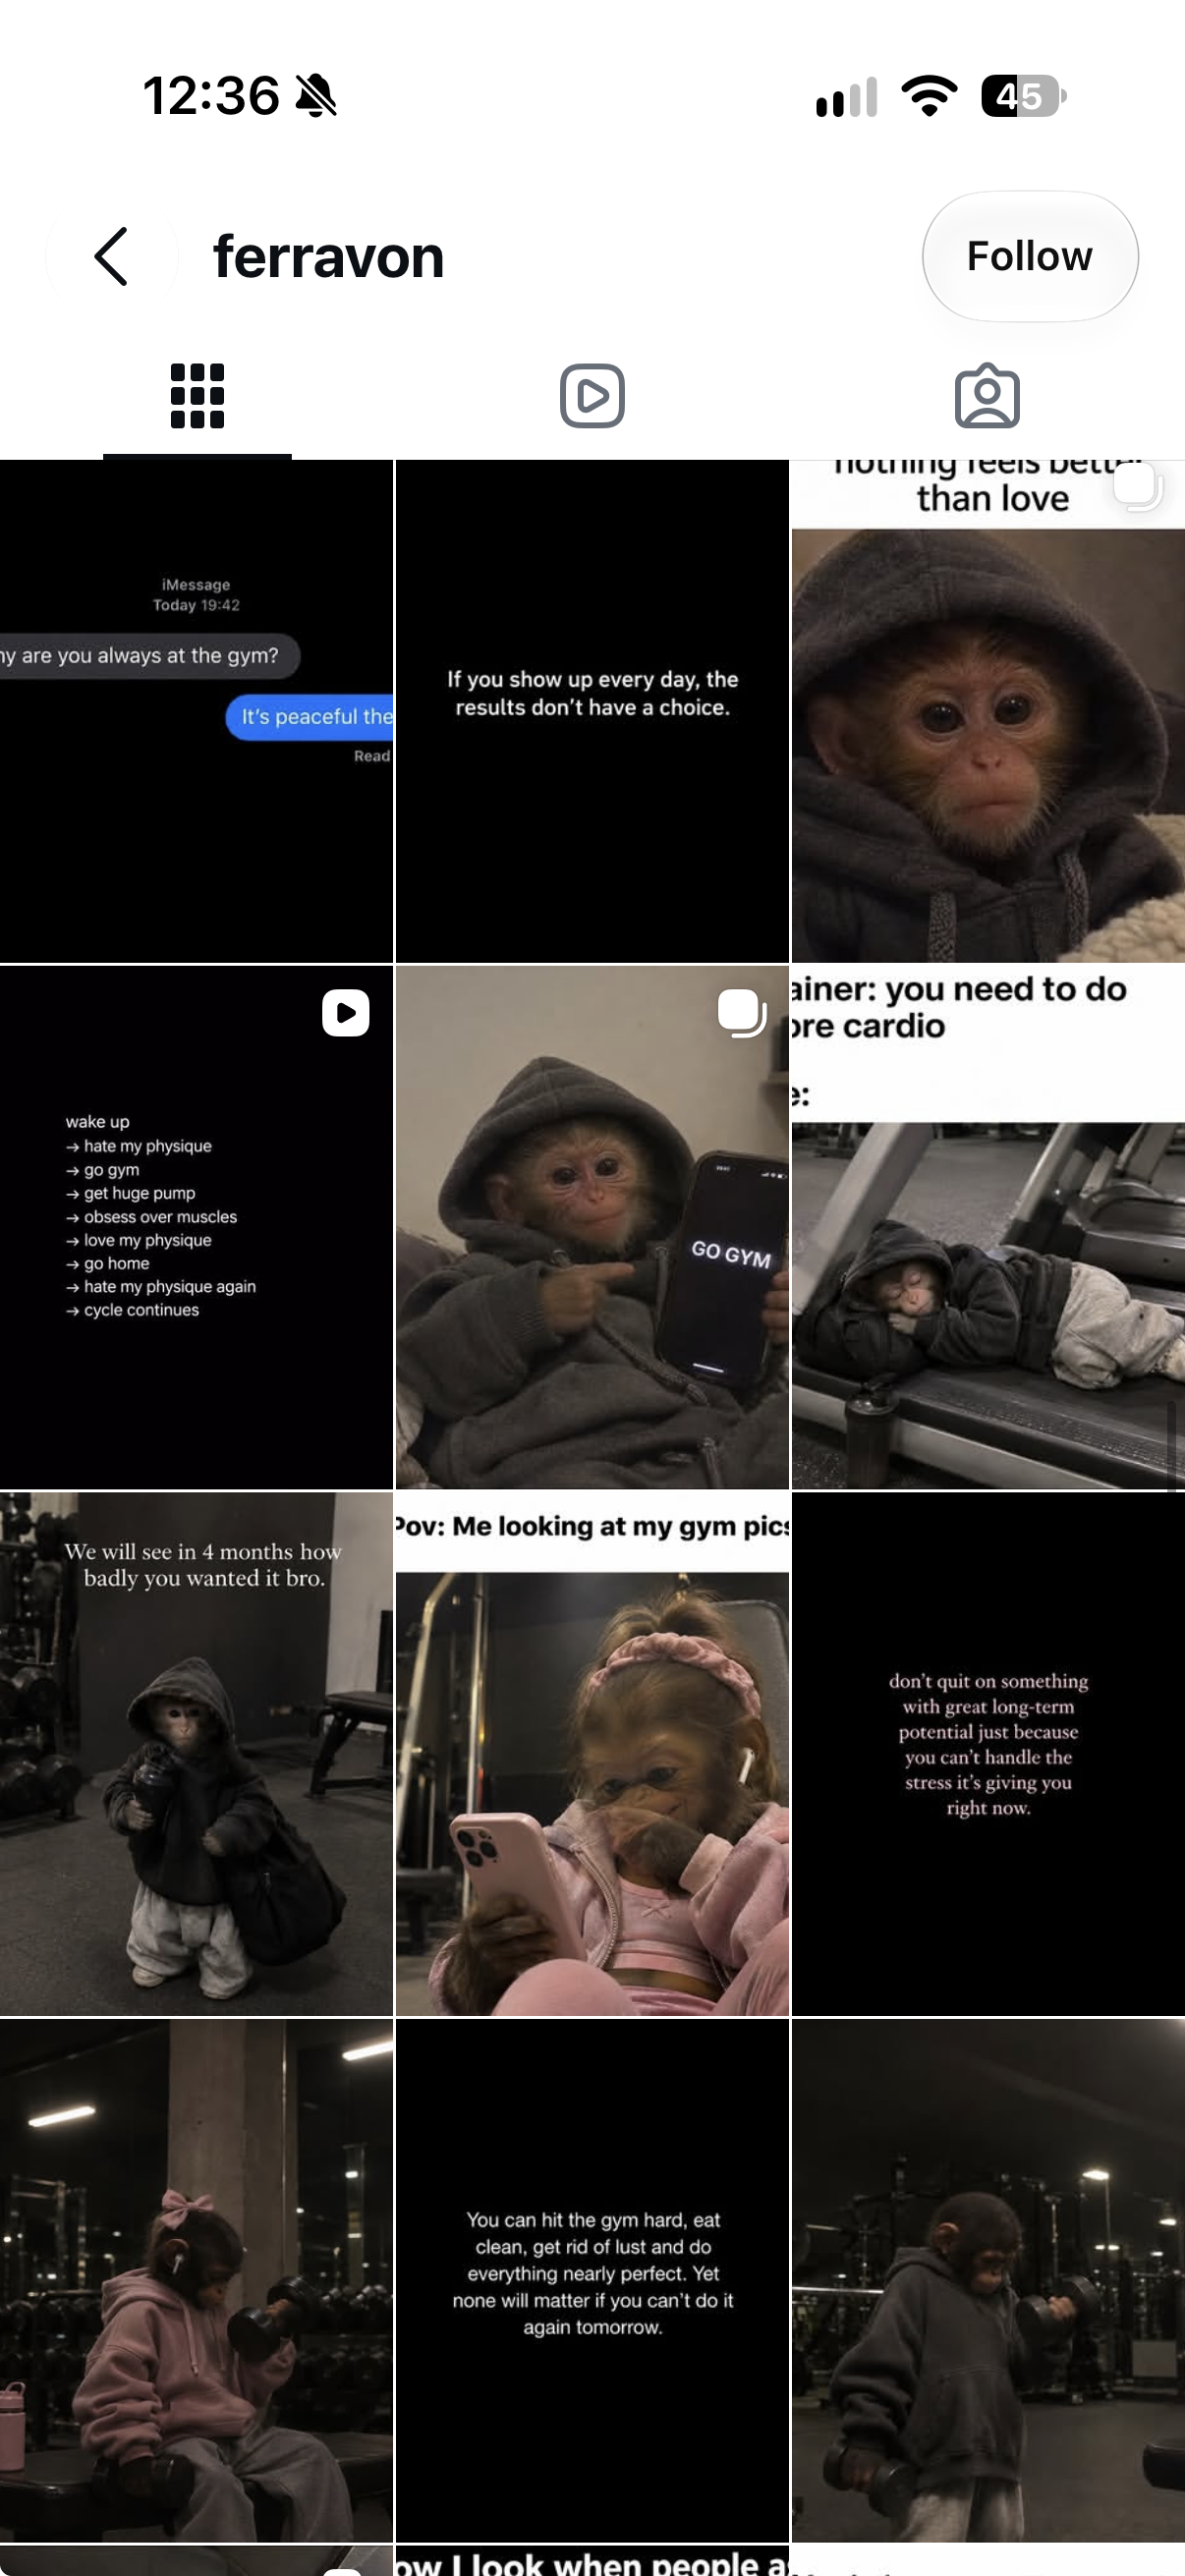 12:36
45
ferravon
Follow
iMessage
Today 19:42
are you always at the gym?
It's peaceful
Read
If you show up every day, the
results don't have a choice.
nothing feels
than love
wake up
→ hate my physique
→ go gym
→ get huge pump
→ obsess over muscles
→ love my physique
→ go home
→ hate my physique again
→ cycle continues
GO GYM
you need to do
cardio
We will see in 4 months how
badly you wanted it bro.
Pov: Me looking at my gym pics
don't quit on something
with great long-term
potential just because
you can't handle the
stress it's giving you
right now.
You can hit the gym hard, eat
clean, get rid of lust and do
everything nearly perfect. Yet
none will matter if you can't do it
again tomorrow.
I look when people